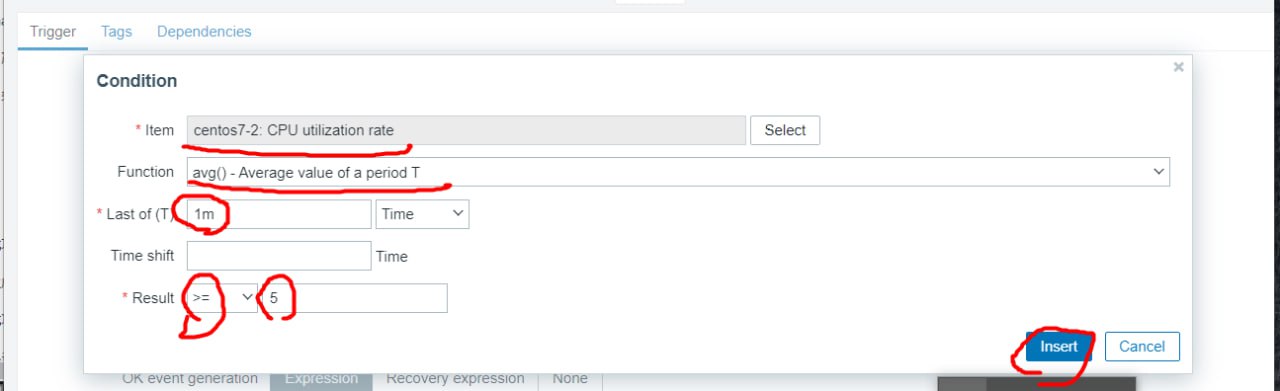 Trigger Tags Dependencies
Condition
* Item centos7-2: CPU utilization rate Select
Function avg() - Average value of a period T
* Last of (T) 1m Time
Time shift Time
* Result >= 5
Insert Cancel
OK event generation Expression Recovery expression None